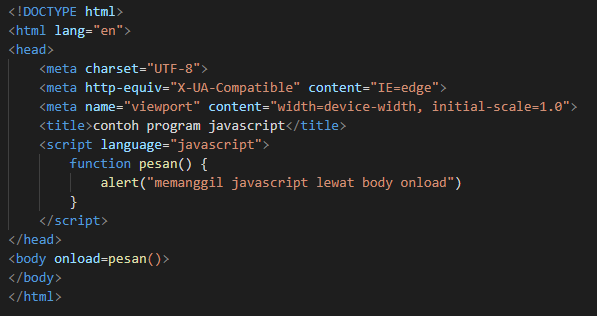 <!DOCTYPE html>
<html lang="en">
<head>
    <meta charset="UTF-8">
    <meta http-equiv="X-UA-Compatible" content="IE=edge">
    <meta name="viewport" content="width=device-width, initial-scale=1.0">
    <title>contoh program javascript</title>
    <script language="javascript">
        function pesan() {
            alert("memanggil javascript lewat body onload")
        }
    </script>
</head>
<body onload=pesan()>
</body>
</html>